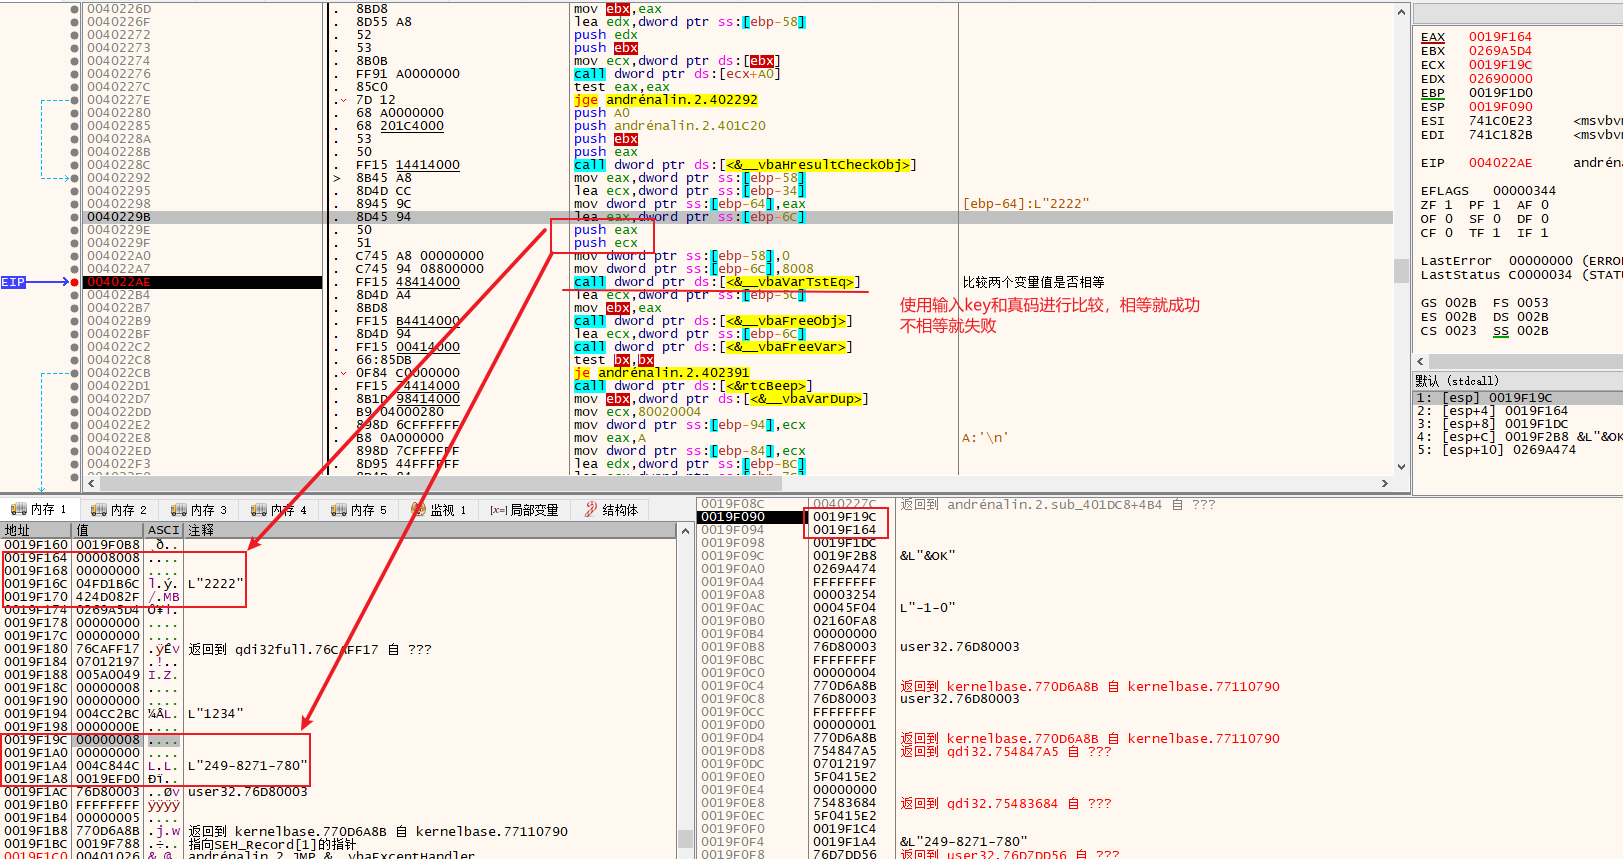 0040226D . 8BD8 mov ebx,eax
0040226F . 8D55 A8 lea edx,dword ptr ss:[ebp-58]
00402272 . 52 push edx
00402273 . 53 push ebx
00402274 . 8B0B mov ecx,dword ptr ds:[ebx]
00402276 . FF91 A0000000 call dword ptr ds:[ecx+A0]
0040227C . 85C0 test eax,eax
0040227E . 7D 12 jge andrénalin.2.402292
00402280 . 68 A0000000 push A0
00402285 . 68 201C4000 push andrénalin.2.401C20
0040228A . 53 push ebx
0040228B . 50 push eax
0040228C . FF15 14414000 call dword ptr ds:[<&__vbaHresultCheckObj>]
00402292 > 8B45 A8 mov eax,dword ptr ss:[ebp-58]
00402295 . 8D4D CC lea ecx,dword ptr ss:[ebp-34]
00402298 . 8945 9C mov dword ptr ss:[ebp-64],eax [ebp-64]:L"2222"
0040229B . 8D45 94 lea eax,dword ptr ss:[ebp-6C]
0040229E . 50 push eax
0040229F . 51 push ecx
004022A0 . C745 A8 00000000 mov dword ptr ss:[ebp-58],0
004022A7 . C745 94 08800000 mov dword ptr ss:[ebp-6C],8008
EIP 004022AE . FF15 48414000 call dword ptr ds:[<&__vbaVarTstEq>] 比较两个变量值是否相等
004022B4 . 8D4D A4 lea ecx,dword ptr ss:[ebp-5C]
004022B7 . 8BD8 mov ebx,eax
004022B9 . FF15 B4414000 call dword ptr ds:[<&__vbaFreeObj>]
004022BF . 8D4D 94 lea ecx,dword ptr ss:[ebp-6C]
004022C2 . FF15 00414000 call dword ptr ds:[<&__vbaFreeVar>]
004022C8 . 66:85DB test bx,bx
004022CB . 0F84 C0000000 je andrénalin.2.402391
004022D1 . FF15 74414000 call dword ptr ds:[<&rtcBeep>]
004022D7 . 8B1D 98414000 mov ebx,dword ptr ds:[<&__vbaVarDup>]
004022DD . B9 04000280 mov ecx,80020004
004022E2 . 898D 6CFFFFFF mov dword ptr ss:[ebp-94],ecx
004022E8 . B8 0A000000 mov eax,A A:'\n'
004022ED . 898D 7CFFFFFF mov dword ptr ss:[ebp-84],ecx
004022F3 . 8D95 44FFFFFF lea edx,dword ptr ss:[ebp-BC]
使用输入key和真码进行比较，相等就成功
不相等就失败
EAX 0019F164
EBX 0269A5D4
ECX 0019F19C
EDX 02690000
EBP 0019F1D0
ESP 0019F090
ESI 741C0E23 <msvbvm
EDI 741C182B <msvbvm
EIP 004022AE andréna
EFLAGS 00000344
ZF 1 PF 1 AF 0
OF 0 SF 0 DF 0
CF 0 TF 1 IF 1
LastError 00000000 (ERROR
LastStatus C0000034 (STATU
GS 002B FS 0053
ES 002B DS 002B
CS 0023 SS 002B
默认 (stdcall)
1: [esp] 0019F19C
2: [esp+4] 0019F164
3: [esp+8] 0019F1DC
4: [esp+C] 0019F2B8 &L"&OK
5: [esp+10] 0269A474
内存 1 内存 2 内存 3 内存 4 内存 5 监视 1 [x=]局部变量 结构体
地址 值 ASCI 注释
0019F160 0019F0B8 ¸ð..
0019F164 00008008 ....
0019F168 00000000 ....
0019F16C 04FD1B6C l.ý. L"2222"
0019F170 424D082F /.MB
0019F174 0269A5D4 Ô¥i.
0019F178 00000000 ....
0019F17C 00000000 ....
0019F180 76CAFF17 .ÿÊv 返回到 gdi32full.76CAFF17 自 ???
0019F184 07012197 .!..
0019F188 005A0049 I.Z.
0019F18C 00000008 ....
0019F190 00000000 ....
0019F194 004CC2BC ¼ÂL. L"1234"
0019F198 0000000E ....
0019F19C 00000008 ....
0019F1A0 00000000 ....
0019F1A4 004C844C L.L. L"249-8271-780"
0019F1A8 0019EFD0 Ðï..
0019F1AC 76D80003 ..Øv user32.76D80003
0019F1B0 FFFFFFFF ÿÿÿÿ
0019F1B4 00000005 ....
0019F1B8 770D6A8B .j.w 返回到 kernelbase.770D6A8B 自 kernelbase.77110790
0019F1BC 0019F788 .÷.. 指向SEH_Record[1]的指针
0019F1C0 00401026 &.@. andrénalin.2.JMP.&__vbaExceptHandler
0019F08C 0040227C 返回到 andrénalin.2.sub_401DC8+4B4 自 ???
0019F090 0019F19C
0019F094 0019F164
0019F098 0019F1DC
0019F09C 0019F2B8 &L"&OK"
0019F0A0 0269A474
0019F0A4 FFFFFFFF
0019F0A8 00003254
0019F0AC 00045F04 L"-1-0"
0019F0B0 02160FA8
0019F0B4 00000000
0019F0B8 76D80003 user32.76D80003
0019F0BC FFFFFFFF
0019F0C0 00000004
0019F0C4 770D6A8B 返回到 kernelbase.770D6A8B 自 kernelbase.77110790
0019F0C8 76D80003 user32.76D80003
0019F0CC FFFFFFFF
0019F0D0 00000001
0019F0D4 770D6A8B 返回到 kernelbase.770D6A8B 自 kernelbase.77110790
0019F0D8 754847A5 返回到 gdi32.754847A5 自 ???
0019F0DC 07012197
0019F0E0 5F0415E2
0019F0E4 00000000
0019F0E8 75483684 返回到 gdi32.75483684 自 ???
0019F0EC 5F0415E2
0019F0F0 0019F1C4
0019F0F4 0019F1A4 &L"249-8271-780"
0019F0F8 76D7DD56 返回到 user32.76D7DD56 自 ???